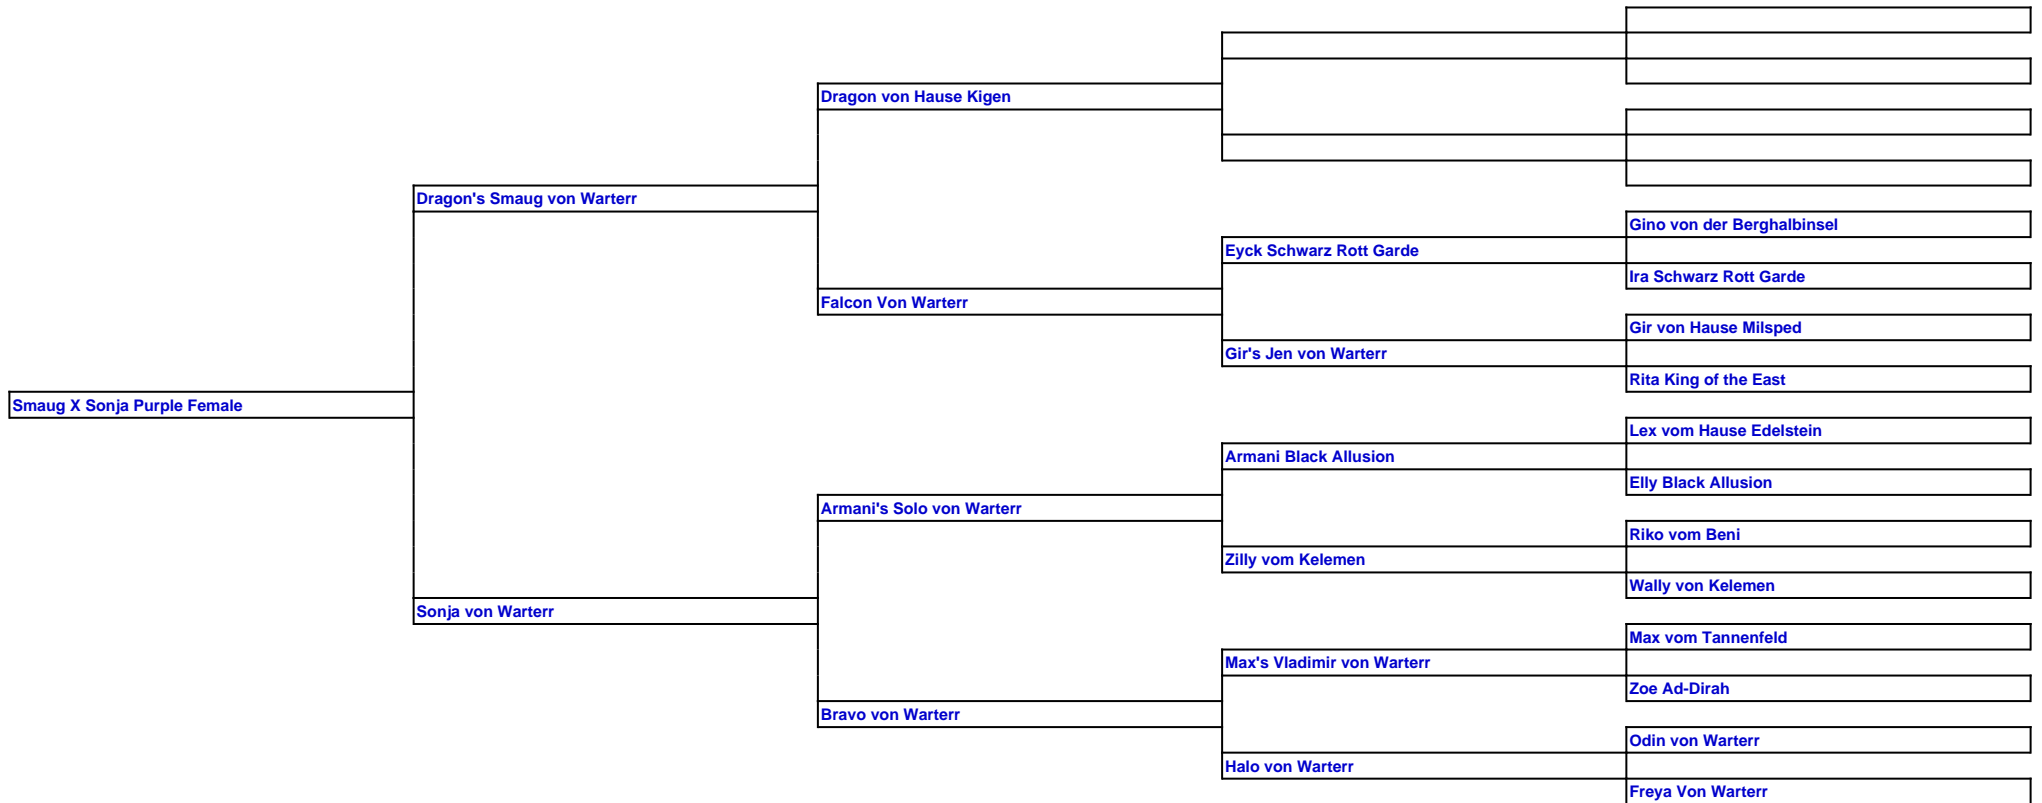 Dragon von Hause Kigen
Dragon's Smaug von Warterr
Gino von der Berghalbinsel
Eyck Schwarz Rott Garde
Ira Schwarz Rott Garde
Falcon Von Warterr
Gir von Hause Milsped
Gir's Jen von Warterr
Rita King of the East
Smaug X Sonja Purple Female
Lex vom Hause Edelstein
Armani Black Allusion
Elly Black Allusion
Armani's Solo von Warterr
Riko vom Beni
Zilly vom Kelemen
Wally von Kelemen
Sonja von Warterr
Max vom Tannenfeld
Max's Vladimir von Warterr
Zoe Ad-Dirah
Bravo von Warterr
Odin von Warterr
Halo von Warterr
Freya Von Warterr